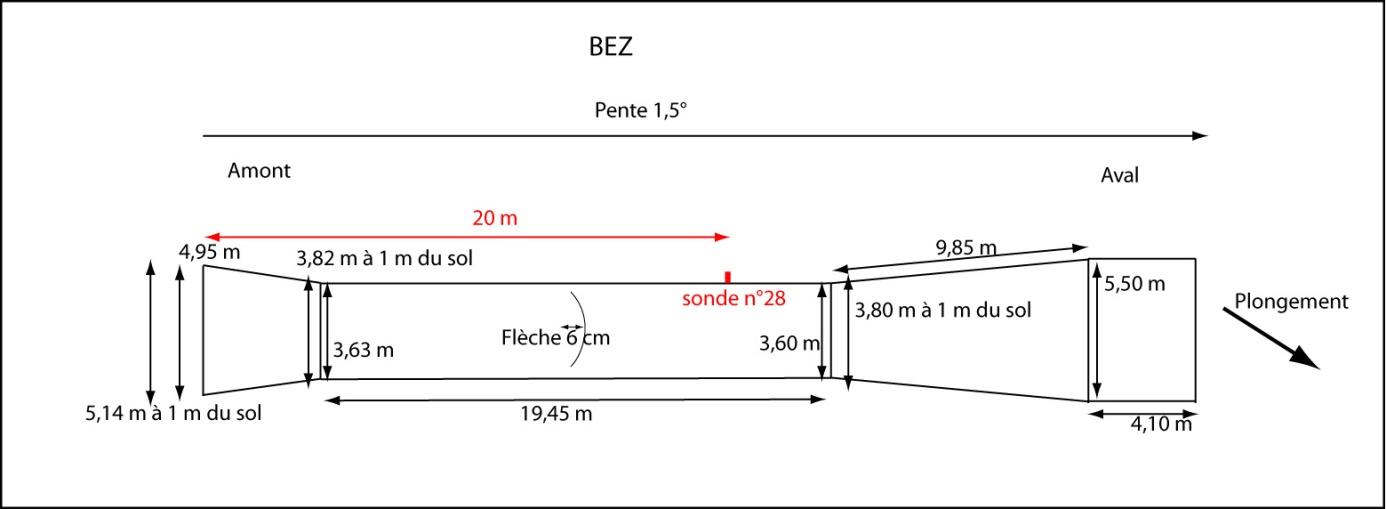 BEZ
Pente 1,5°
Amont
Aval
20 m
4,95 m
3,82 m à 1 m du sol
9,85 m
sonde n°28
5,50 m
Plongement
3,80 m à 1 m du sol
Flèche 6 cm
3,63 m
3,60 m
5,14 m à 1 m du sol
19,45 m
4,10 m